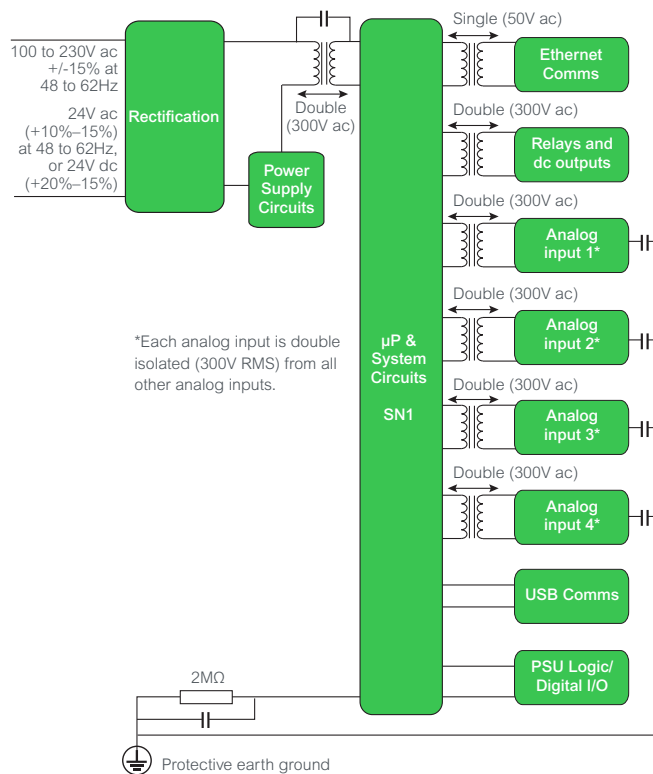 100 to 230V ac
+/-15% at
48 to 62Hz
24V ac
(+10%–15%)
at 48 to 62Hz,
or 24V dc
(+20%–15%)
Rectification
Double
(300V ac)
Power
Supply
Circuits
*Each analog input is double
isolated (300V RMS) from all
other analog inputs.
µP &
System
Circuits
SN1
Single (50V ac)
Ethernet
Comms
Double (300V ac)
Relays and
dc outputs
Double (300V ac)
Analog
input 1*
Double (300V ac)
Analog
input 2*
Double (300V ac)
Analog
input 3*
Double (300V ac)
Analog
input 4*
USB Comms
PSU Logic/
Digital I/O
2MΩ
Protective earth ground